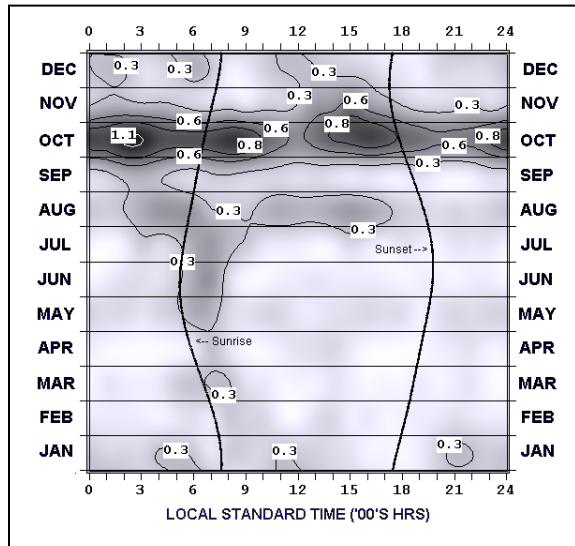 0 3 6 9 12 15 18 21 24
DEC 0.3 0.3 0.3 DEC
NOV 0.6 0.3 NOV
0.6 0.6 0.8 0.8
OCT 1.1 0.8 0.6 OCT
0.6 0.3
SEP 0.3 SEP
AUG 0.3 AUG
JUL Sunset --> JUL
0.3
JUN JUN
MAY MAY
<-- Sunrise
APR APR
MAR 0.3 MAR
FEB FEB
JAN 0.3 0.3 0.3 JAN
0 3 6 9 12 15 18 21 24
LOCAL STANDARD TIME ('00'S HRS)